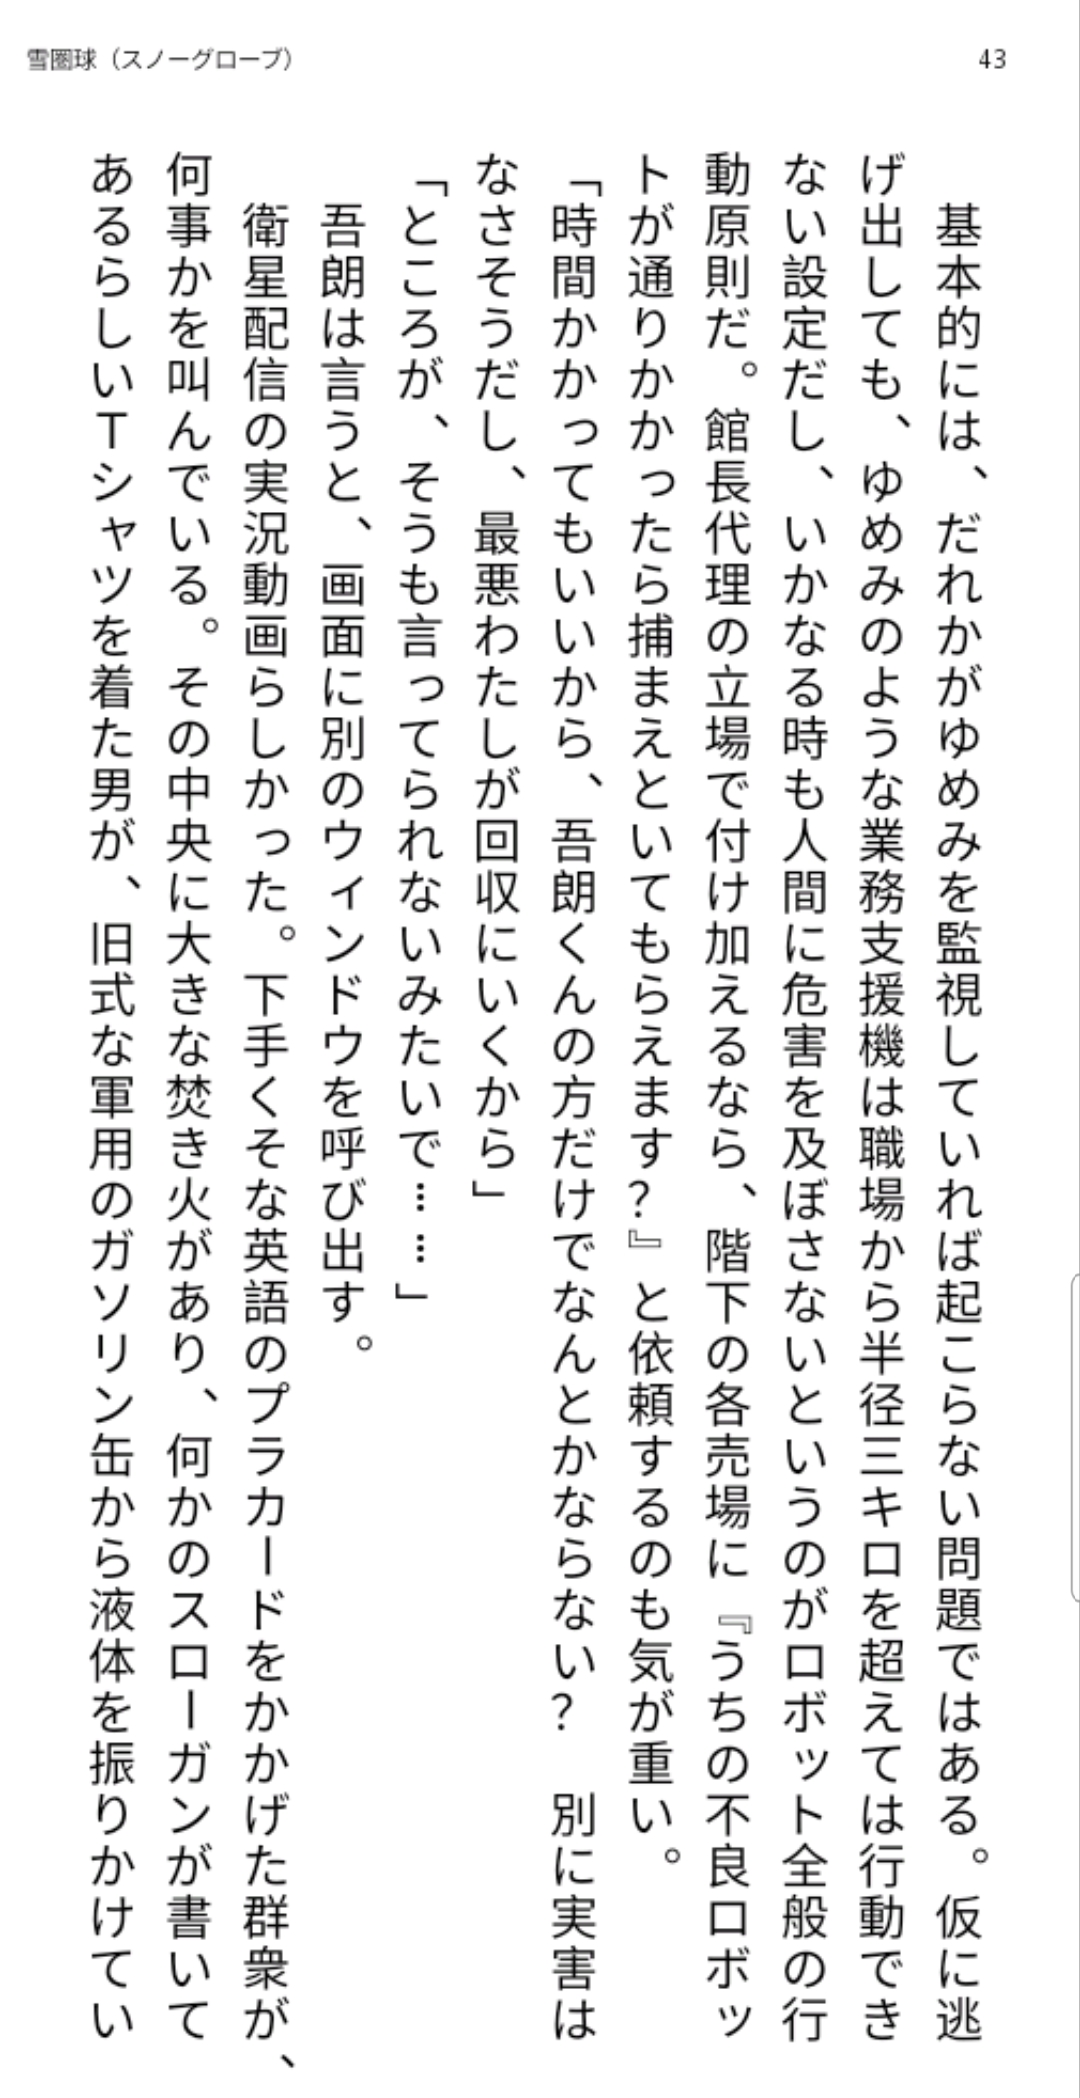 雪圏球（スノーグローブ）
43
　基本的には、だれかがゆめみを監視していれば起こらない問題ではある。仮に逃
げ出しても、ゆめみのような業務支援機は職場から半径三キロを超えては行動でき
ない設定だし、いかなる時も人間に危害を及ぼさないというのがロボット全般の行
動原則だ。館長代理の立場で付け加えるなら、階下の各売場に『うちの不良ロボッ
トが通りかかったら捕まえといてもらえます？』と依頼するのも気が重い。
「時間かかってもいいから、吾朗くんの方だけでなんとかならない？　別に実害は
なさそうだし、最悪わたしが回収にいくから」
「ところが、そうも言ってられないみたいで……」
　吾朗は言うと、画面に別のウィンドウを呼び出す。
　衛星配信の実況動画らしかった。下手くそな英語のプラカードをかかげた群衆が、
何事かを叫んでいる。その中央に大きな焚き火があり、何かのスローガンが書いて
あるらしいＴシャツを着た男が、旧式な軍用のガソリン缶から液体を振りかけてい